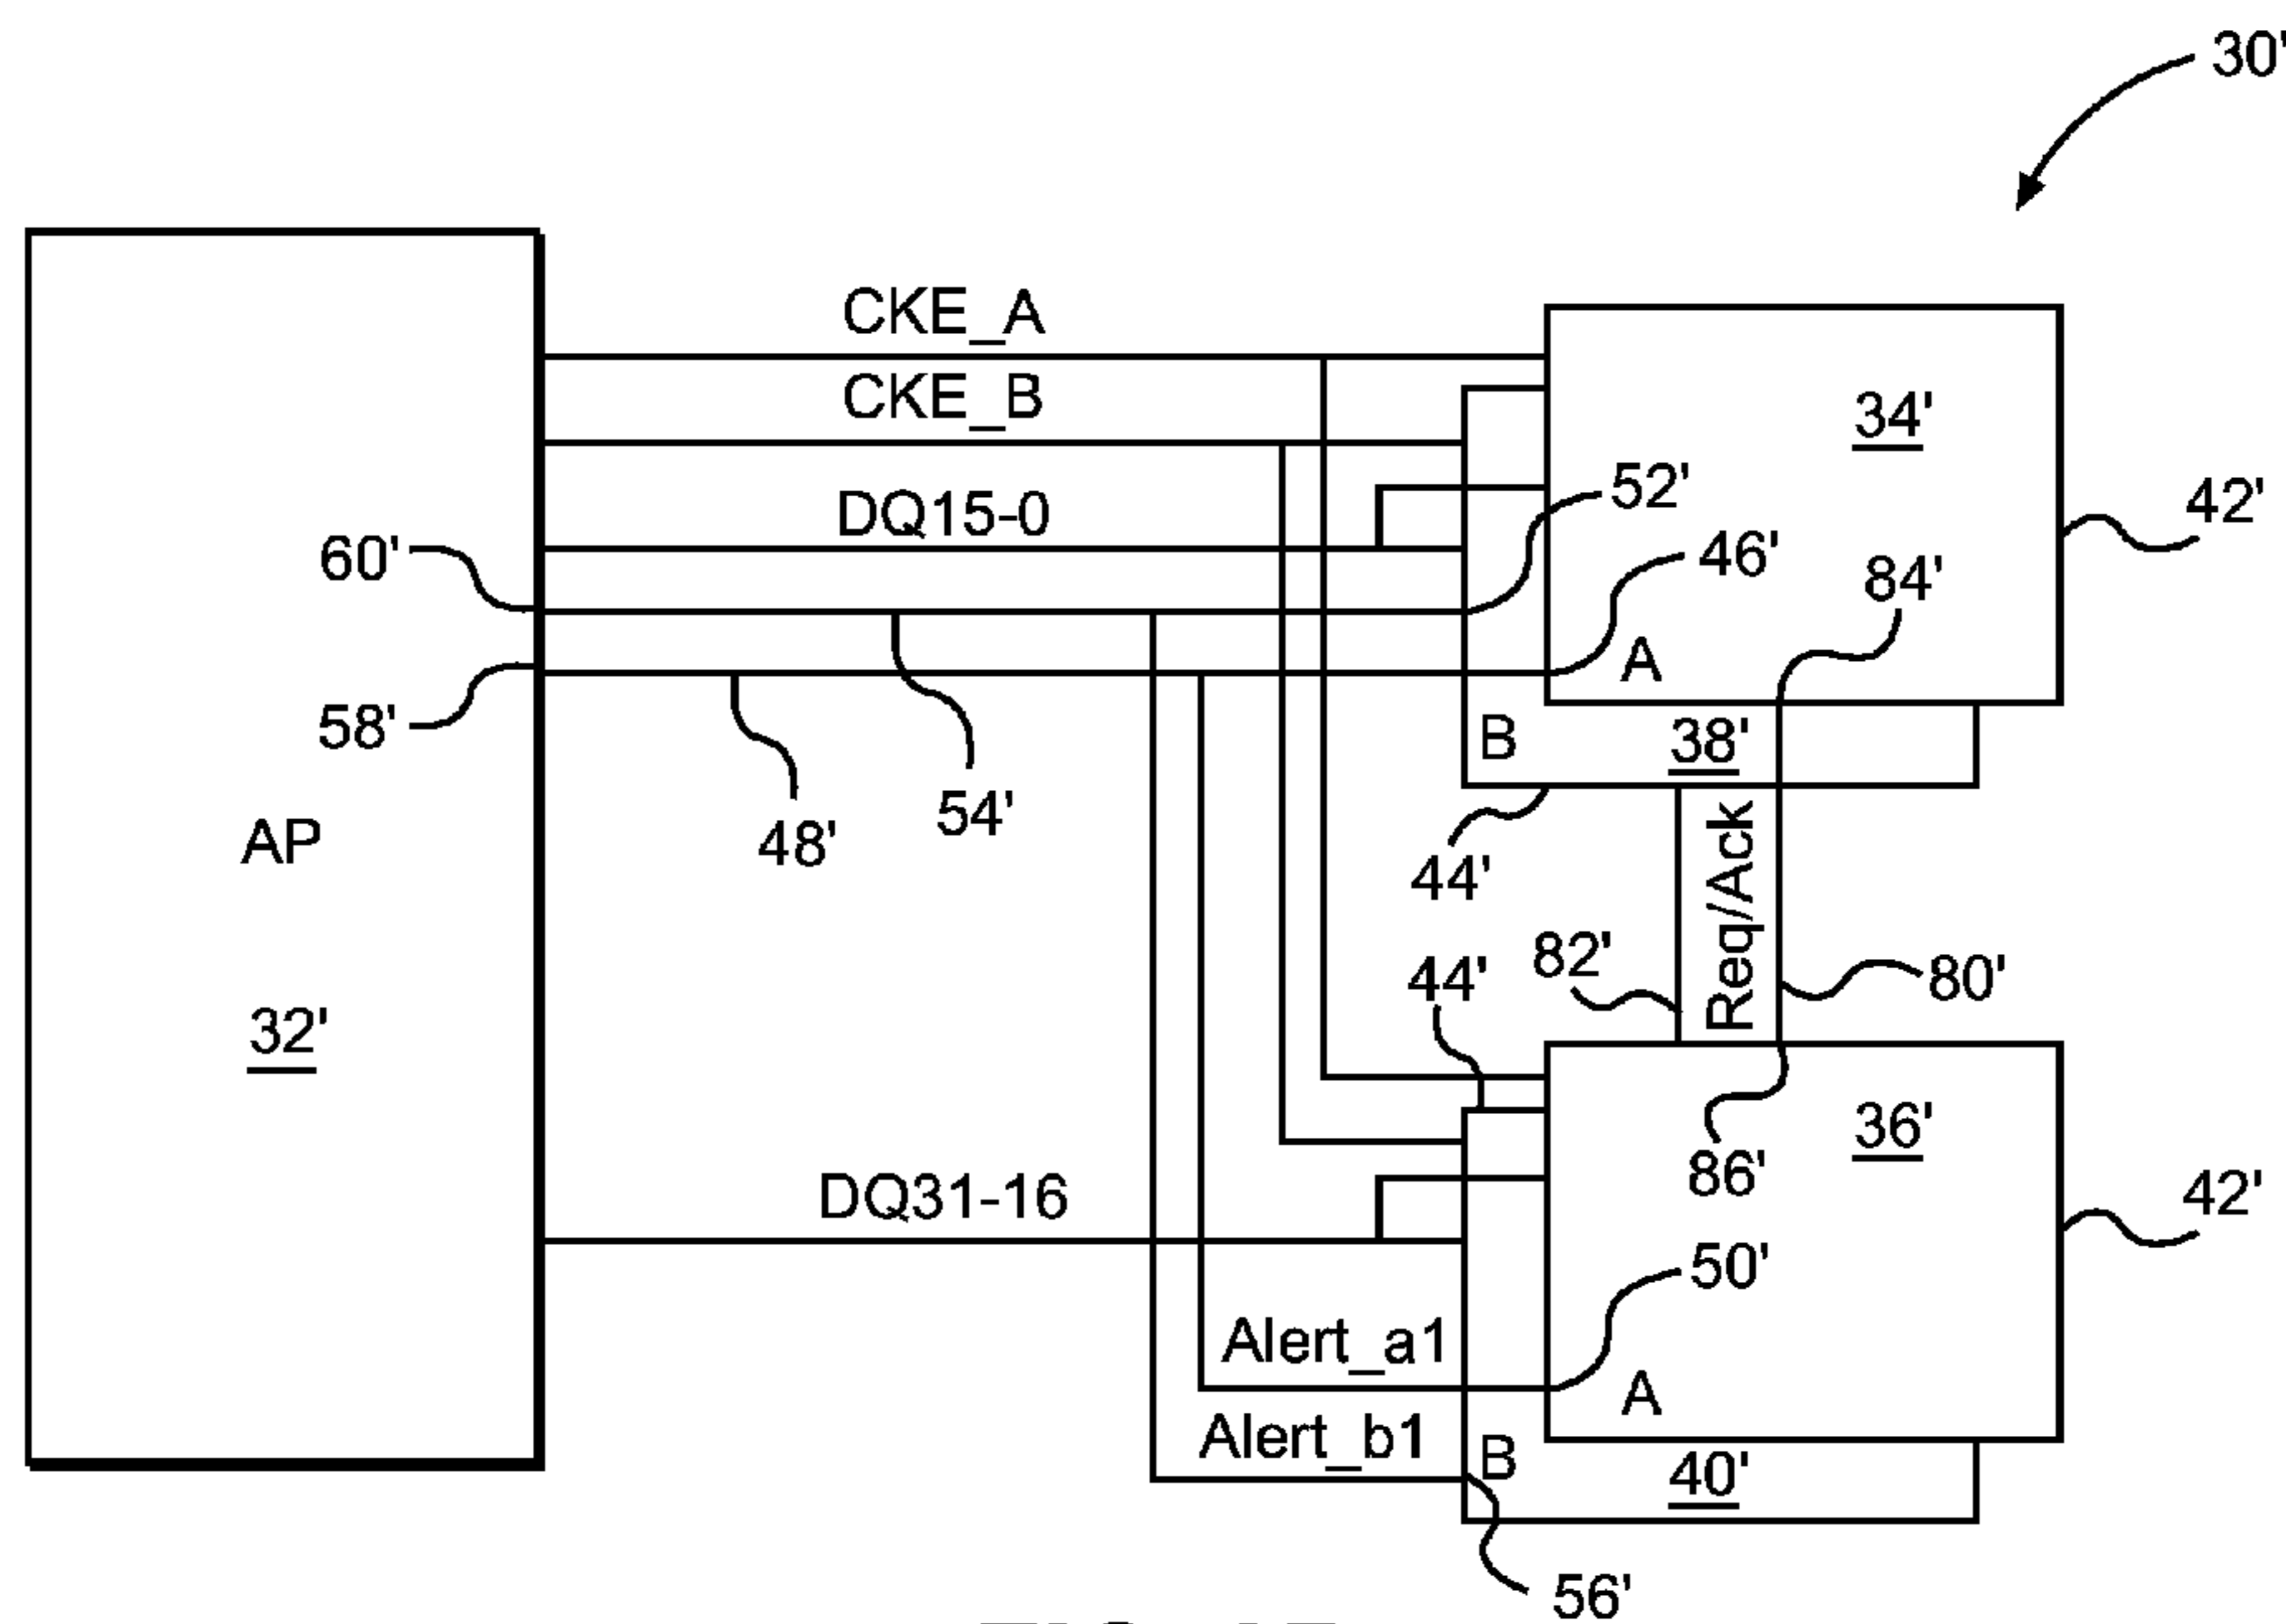 30'
CKE_A
CKE_B
34'
52'
42'
DQ15-0
46'
60'
84'
A
58'
B
38'
54'
48'
AP
44'
Req/Ack
82'
80'
44'
32'
36'
86'
42'
DQ31-16
50'
Alert_a1
A
Alert_b1
B
40'
56'